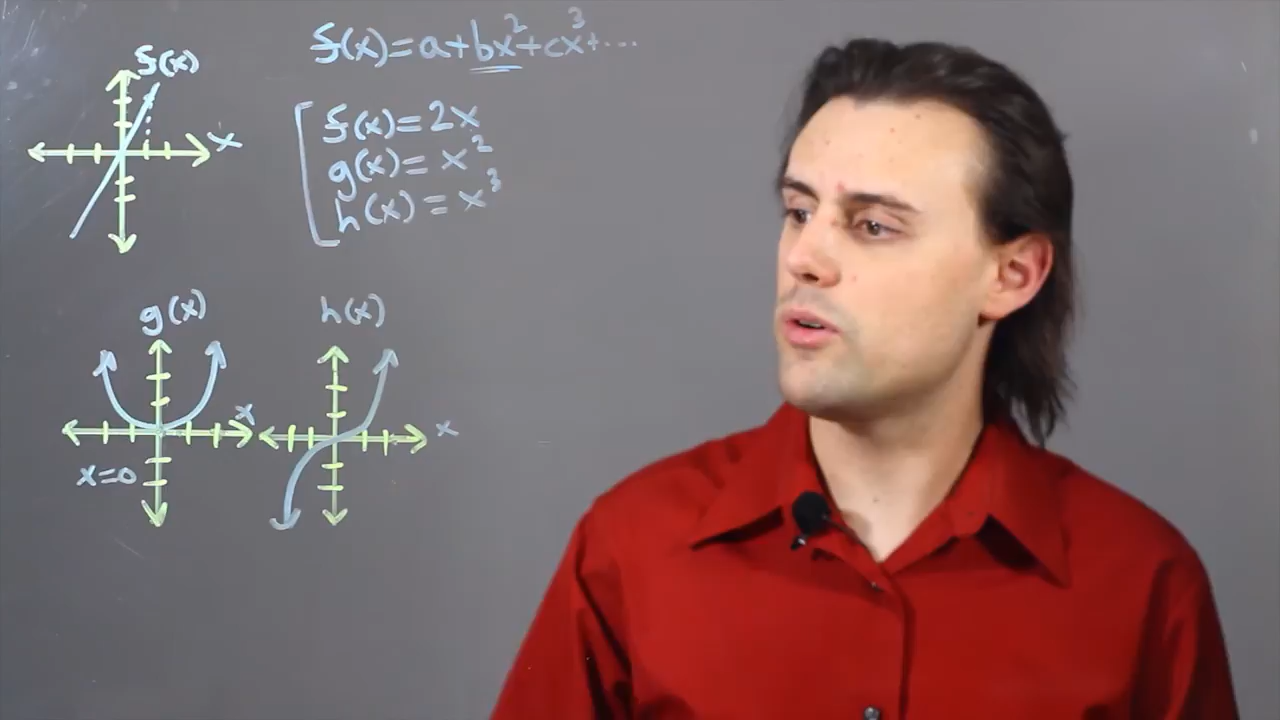 f(x)=a+bx²+cx³+...
f(x)
x
f(x)=2x
g(x)=x²
h(x)=x³
g(x)
x
x=0
h(x)
x